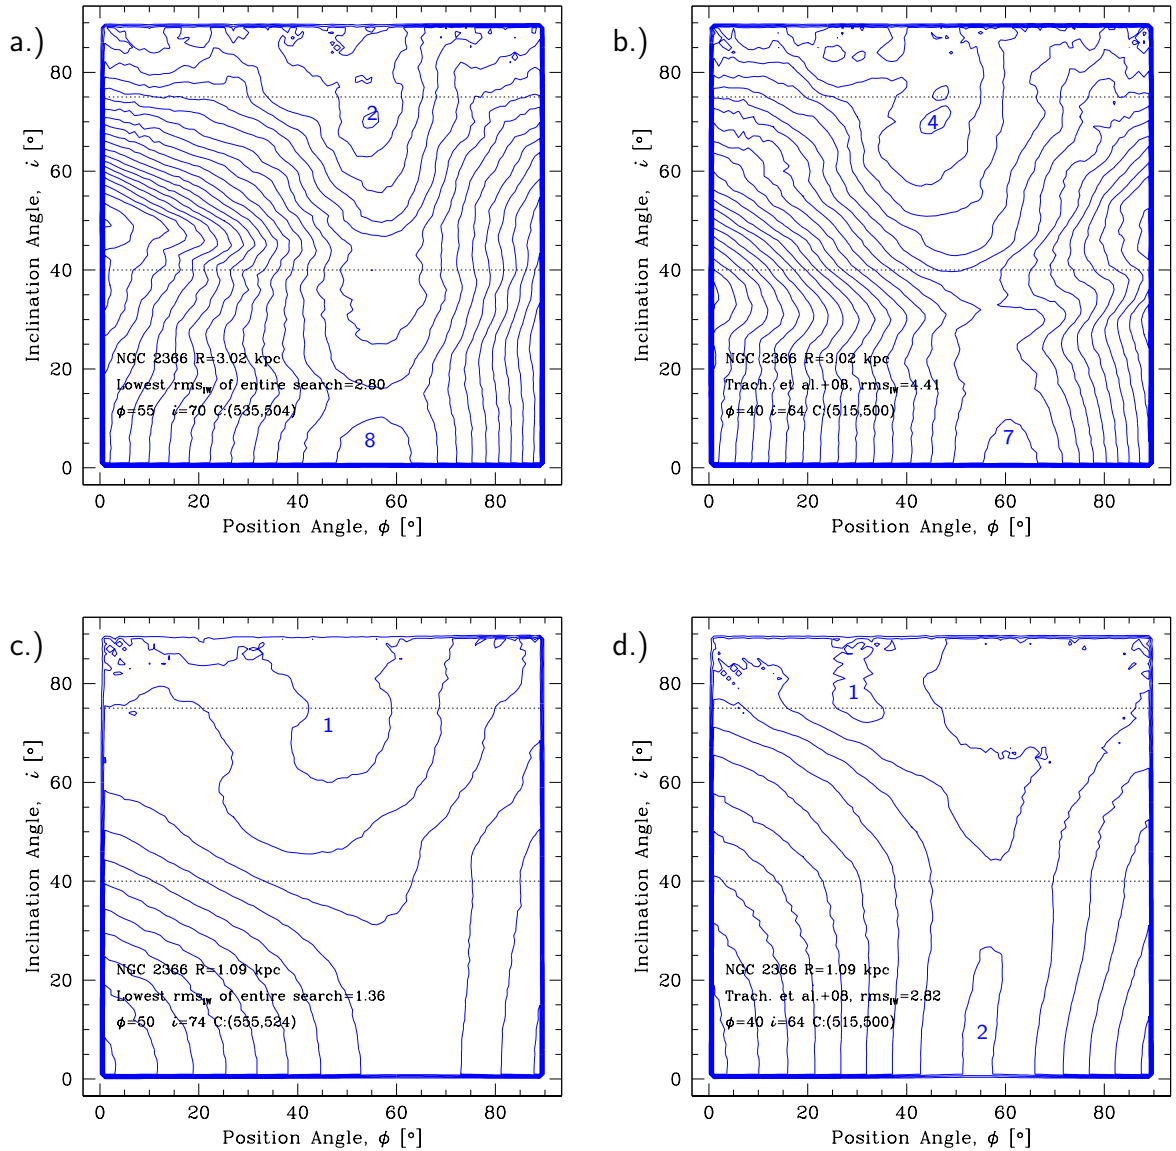 a.)
80
60
40
20
0
Inclination Angle, i [°]
2
NGC 2366 R=3.02 kpc
Lowest rms_IW of entire search=2.80
ϕ=55 i=70 C:(535,504)
8
0 20 40 60 80
Position Angle, ϕ [°]
b.)
80
60
40
20
0
Inclination Angle, i [°]
4
NGC 2366 R=3.02 kpc
Trach. et al.+08, rms_IW=4.41
ϕ=40 i=64 C:(515,500)
7
0 20 40 60 80
Position Angle, ϕ [°]
c.)
80
60
40
20
0
Inclination Angle, i [°]
1
NGC 2366 R=1.09 kpc
Lowest rms_IW of entire search=1.36
ϕ=50 i=74 C:(555,524)
0 20 40 60 80
Position Angle, ϕ [°]
d.)
80
60
40
20
0
Inclination Angle, i [°]
1
NGC 2366 R=1.09 kpc
Trach. et al.+08, rms_IW=2.82
ϕ=40 i=64 C:(515,500)
2
0 20 40 60 80
Position Angle, ϕ [°]